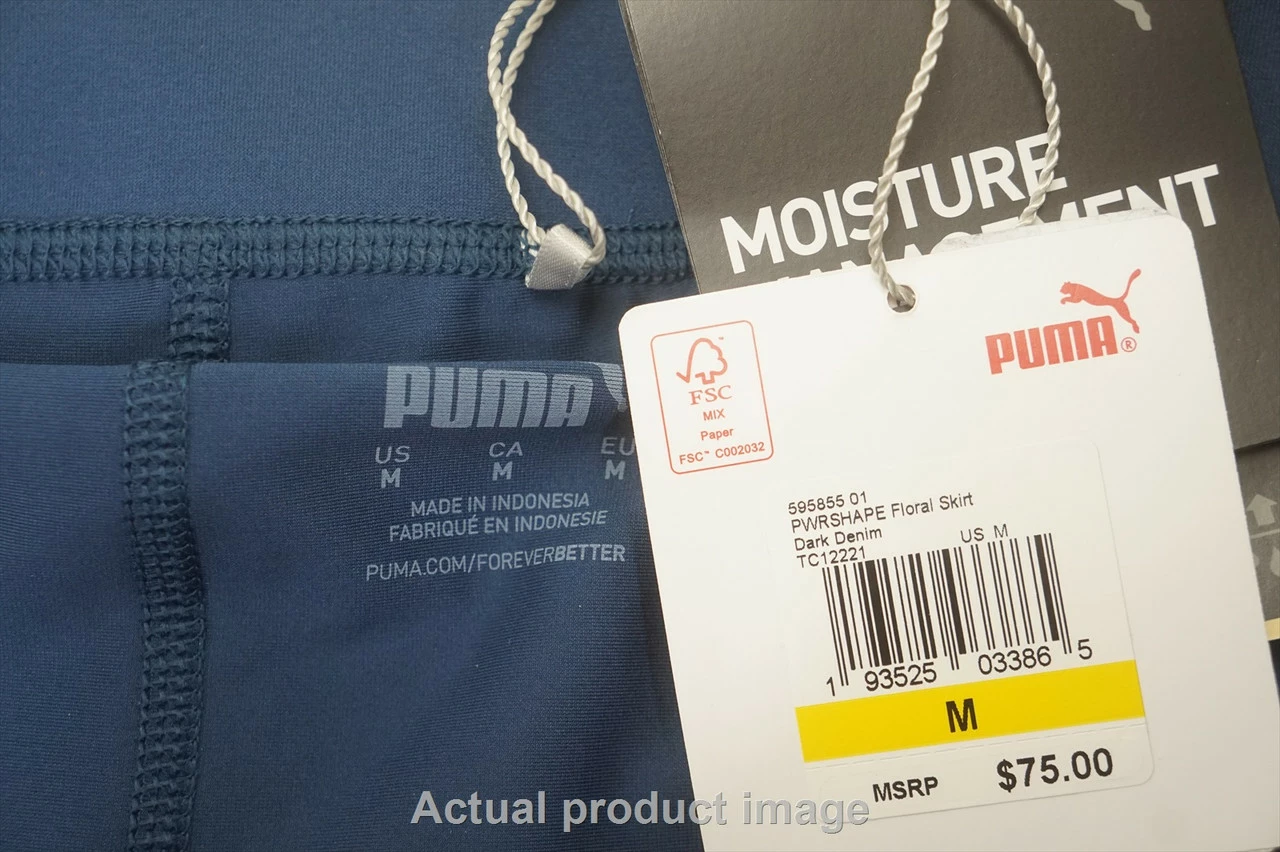 MOISTURE
MANAGEMENT
PUMA®
FSC
MIX
Paper
FSC™ C002032
PUMA
US CA EU
M M M
MADE IN INDONESIA
FABRIQUÉ EN INDONESIE
PUMA.COM/FOREVERBETTER
595855 01
PWRSHAPE Floral Skirt
Dark Denim
TC12221 US M
1 93525 03386 5
M
MSRP $75.00
Actual product image